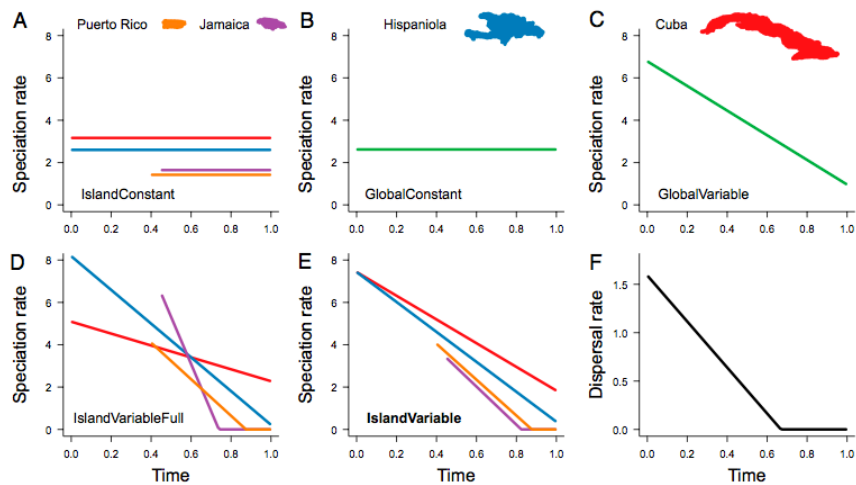 A Puerto Rico Jamaica B Hispaniola C Cuba
Speciation rate
8
6
4
2
0
IslandConstant
0.0 0.2 0.4 0.6 0.8 1.0
Speciation rate
8
6
4
2
0
GlobalConstant
0.0 0.2 0.4 0.6 0.8 1.0
Speciation rate
8
6
4
2
0
GlobalVariable
0.0 0.2 0.4 0.6 0.8 1.0
D
Speciation rate
8
6
4
2
0
IslandVariableFull
0.0 0.2 0.4 0.6 0.8 1.0
Time
E
Speciation rate
8
6
4
2
0
IslandVariable
0.0 0.2 0.4 0.6 0.8 1.0
Time
F
Dispersal rate
1.5
1.0
0.5
0.0
0.0 0.2 0.4 0.6 0.8 1.0
Time